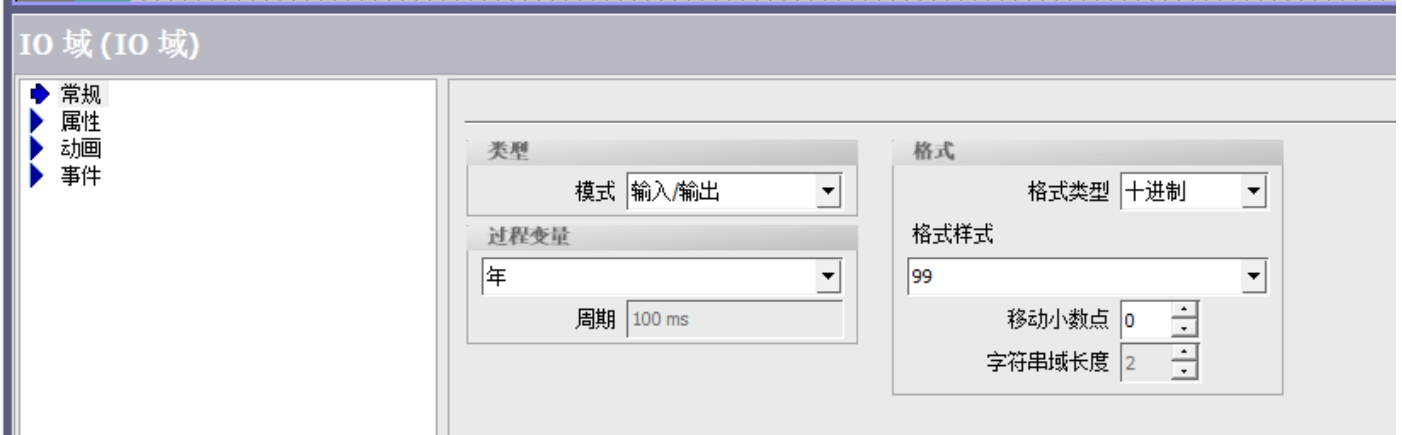 IO 域 (IO 域)
常规
属性
动画
事件
类型
模式 输入/输出
过程变量
年
周期 100 ms
格式
格式类型 十进制
格式样式
99
移动小数点 0
字符串域长度 2